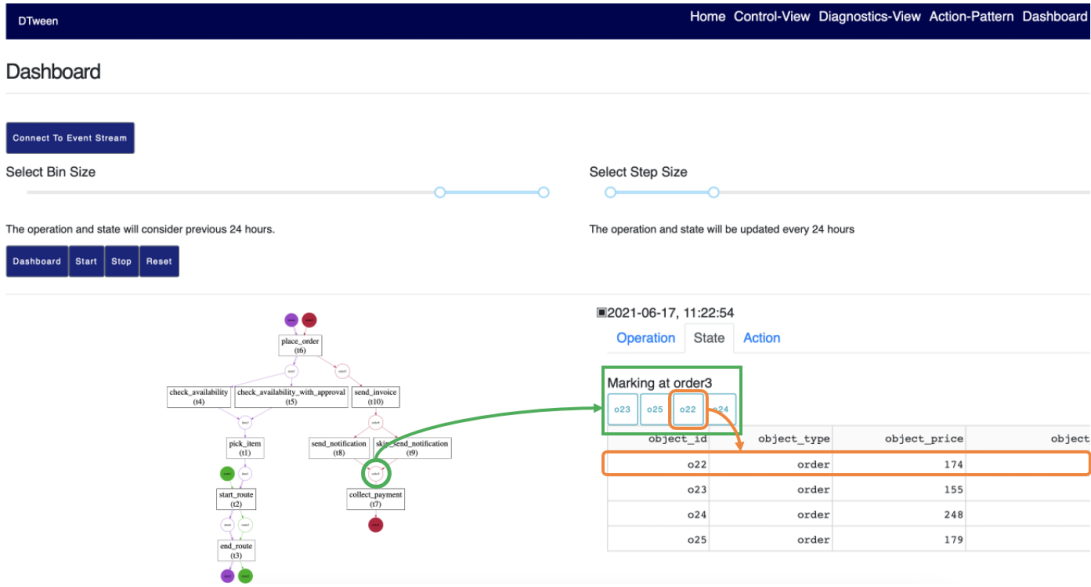 DTween
Home Control-View Diagnostics-View Action-Pattern Dashboard
Dashboard
Connect To Event Stream
Select Bin Size
Select Step Size
The operation and state will consider previous 24 hours.
The operation and state will be updated every 24 hours
Dashboard Start Stop Reset
2021-06-17, 11:22:54
Operation State Action
Marking at order3
o23 o25 o22 o24
object_id object_type object_price object
o22 order 174
o23 order 155
o24 order 248
o25 order 179
place_order
(t6)
check_availability
(t4)
check_availability_with_approval
(t5)
send_invoice
(t10)
pick_item
(t1)
send_notification
(t8)
skip_send_notification
(t9)
start_route
(t2)
collect_payment
(t7)
end_route
(t3)